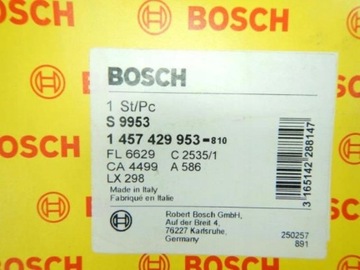 BOSCH
BOSCH
1 St/Pc
S 9953
1 457 429 953-810
FL 6629 C 2535/1
CA 4499 A 586
LX 298
Made in Italy
Fabriqué en Italie
3 165142 288147
Robert Bosch GmbH,
Auf der Breit 4,
76227 Karlsruhe,
Germany
250257
891
BOSCH